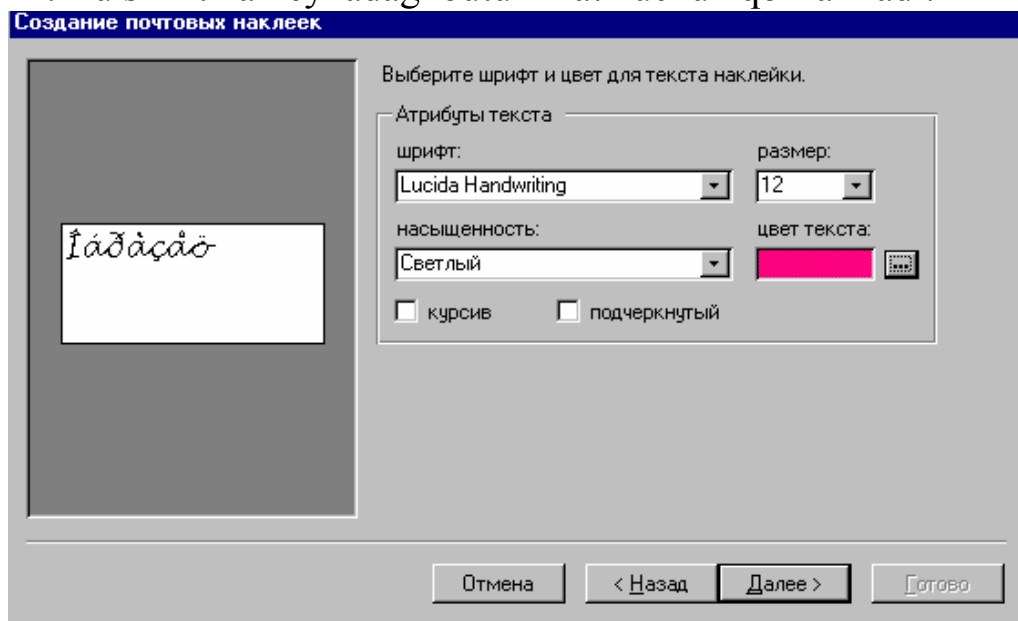 Создание почтовых наклеек
Выберите шрифт и цвет для текста наклейки.
Атрибуты текста
шрифт:
размер:
Lucida Handwriting
12
насыщенность:
цвет текста:
Îáðàçåö
Светлый
...
курсив
подчеркнутый
Отмена
< Назад
Далее >
Готово